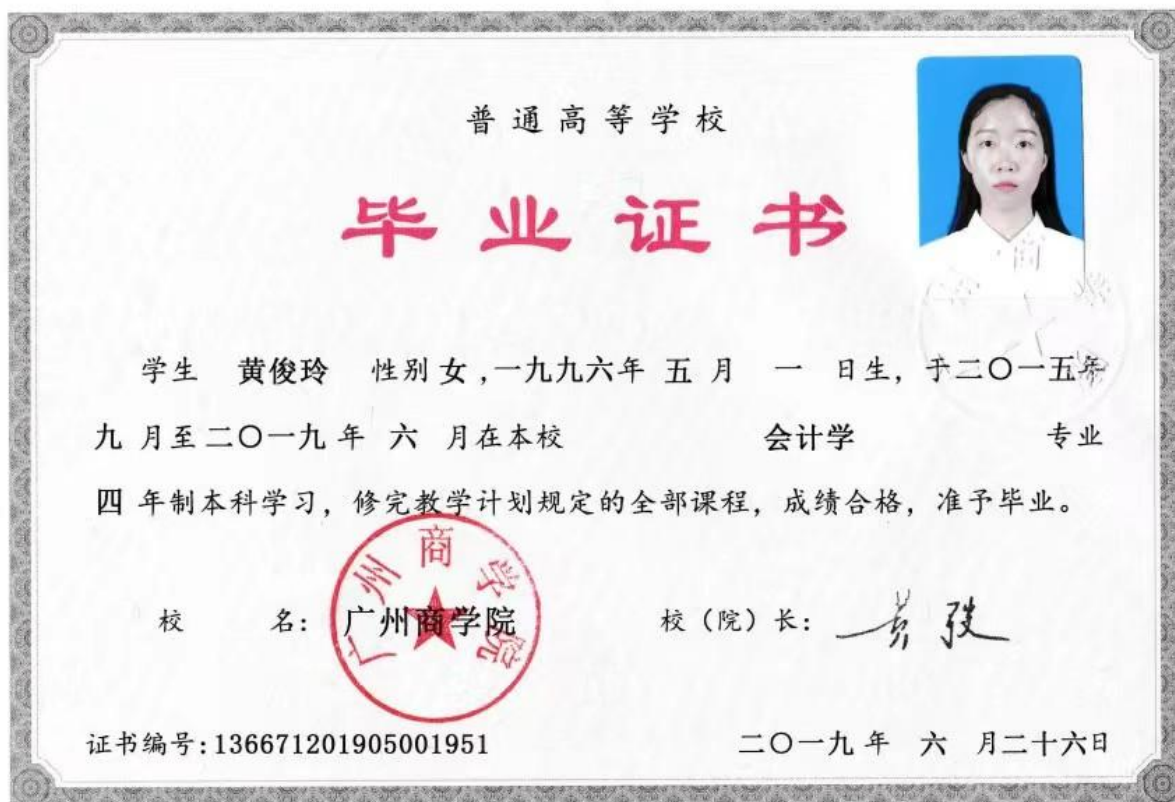 普通高等学校
毕业证书
学生 黄俊玲 性别 女,一九九六年 五 月 一 日生，于二〇一五年
九 月至二〇一九 年 六 月在本校 会计学 专业
四 年制本科学习，修完教学计划规定的全部课程，成绩合格，准予毕业。
校 名： 广州商学院 校（院）长：
广州商学院
证书编号:136671201905001951 二〇一九 年 六 月二十六日